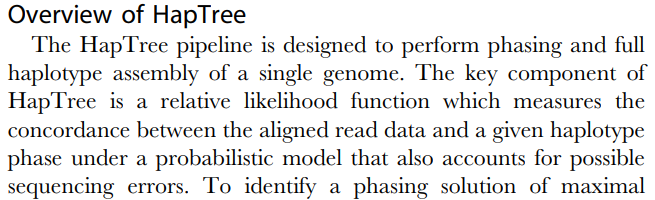 Overview of HapTree
The HapTree pipeline is designed to perform phasing and full
haplotype assembly of a single genome. The key component of
HapTree is a relative likelihood function which measures the
concordance between the aligned read data and a given haplotype
phase under a probabilistic model that also accounts for possible
sequencing errors. To identify a phasing solution of maximal